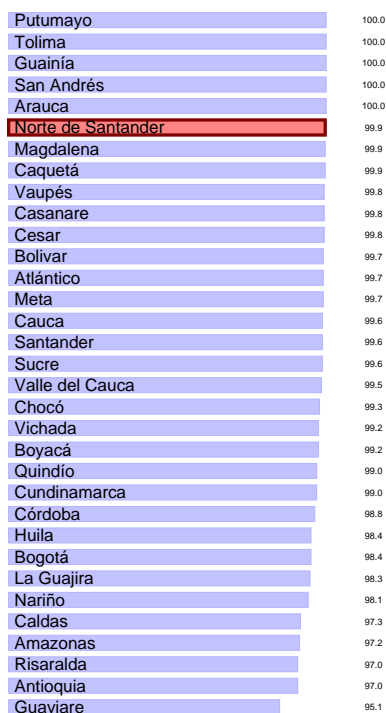 Putumayo 100.0
Tolima 100.0
Guainía 100.0
San Andrés 100.0
Arauca 100.0
Norte de Santander 99.9
Magdalena 99.9
Caquetá 99.9
Vaupés 99.8
Casanare 99.8
Cesar 99.8
Bolivar 99.7
Atlántico 99.7
Meta 99.7
Cauca 99.6
Santander 99.6
Sucre 99.6
Valle del Cauca 99.5
Chocó 99.3
Vichada 99.2
Boyacá 99.2
Quindío 99.0
Cundinamarca 99.0
Córdoba 98.8
Huila 98.4
Bogotá 98.4
La Guajira 98.3
Nariño 98.1
Caldas 97.3
Amazonas 97.2
Risaralda 97.0
Antioquia 97.0
Guaviare 95.1